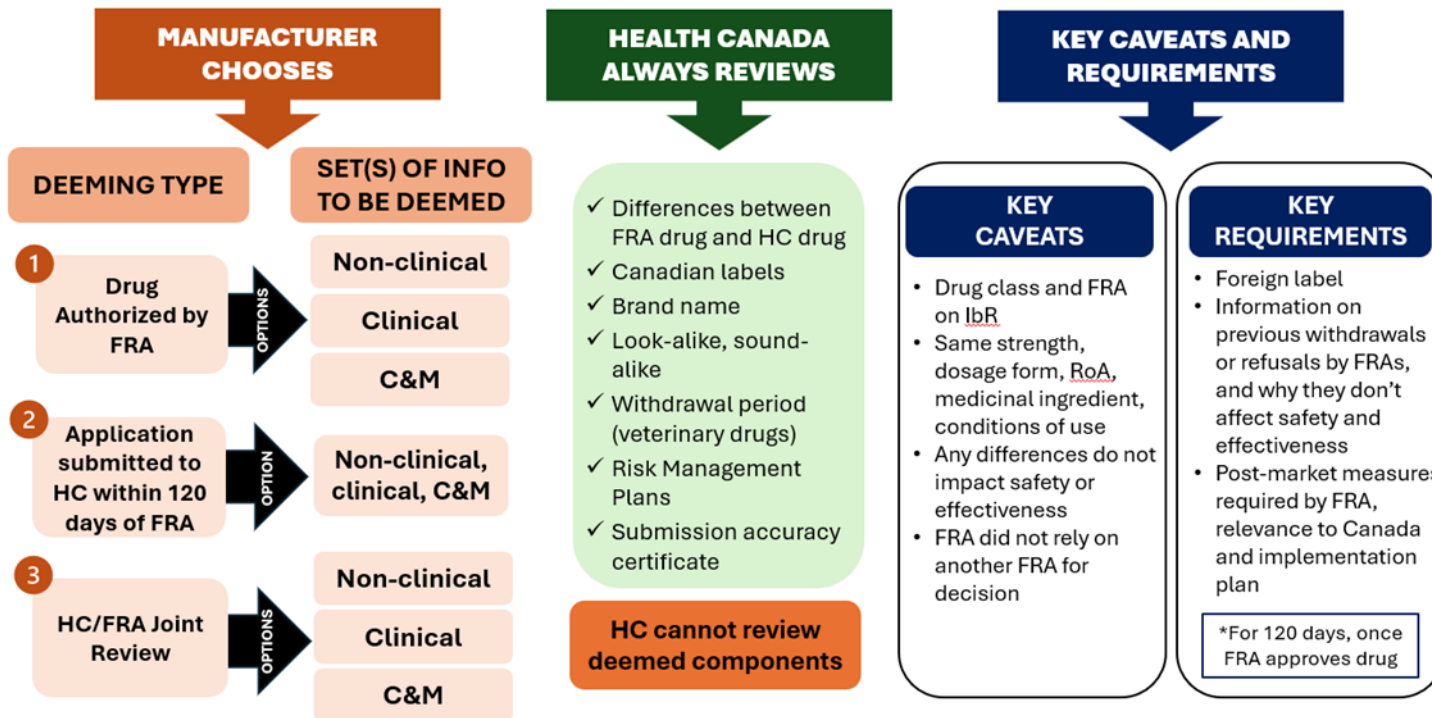 MANUFACTURER
CHOOSES
DEEMING TYPE
SET(S) OF INFO
TO BE DEEMED
1
Drug
Authorized by
FRA
OPTIONS
Non-clinical
Clinical
C&M
2
Application
submitted to
HC within 120
days of FRA
OPTION
Non-clinical,
clinical, C&M
3
HC/FRA Joint
Review
OPTIONS
Non-clinical
Clinical
C&M
HEALTH CANADA
ALWAYS REVIEWS
✓ Differences between
FRA drug and HC drug
✓ Canadian labels
✓ Brand name
✓ Look-alike, sound-
alike
✓ Withdrawal period
(veterinary drugs)
✓ Risk Management
Plans
✓ Submission accuracy
certificate
HC cannot review
deemed components
KEY CAVEATS AND
REQUIREMENTS
KEY
CAVEATS
• Drug class and FRA
on IbR
• Same strength,
dosage form, RoA,
medicinal ingredient,
conditions of use
• Any differences do not
impact safety or
effectiveness
• FRA did not rely on
another FRA for
decision
KEY
REQUIREMENTS
• Foreign label
• Information on
previous withdrawals
or refusals by FRAs,
and why they don't
affect safety and
effectiveness
• Post-market measures
required by FRA,
relevance to Canada
and implementation
plan
*For 120 days, once
FRA approves drug